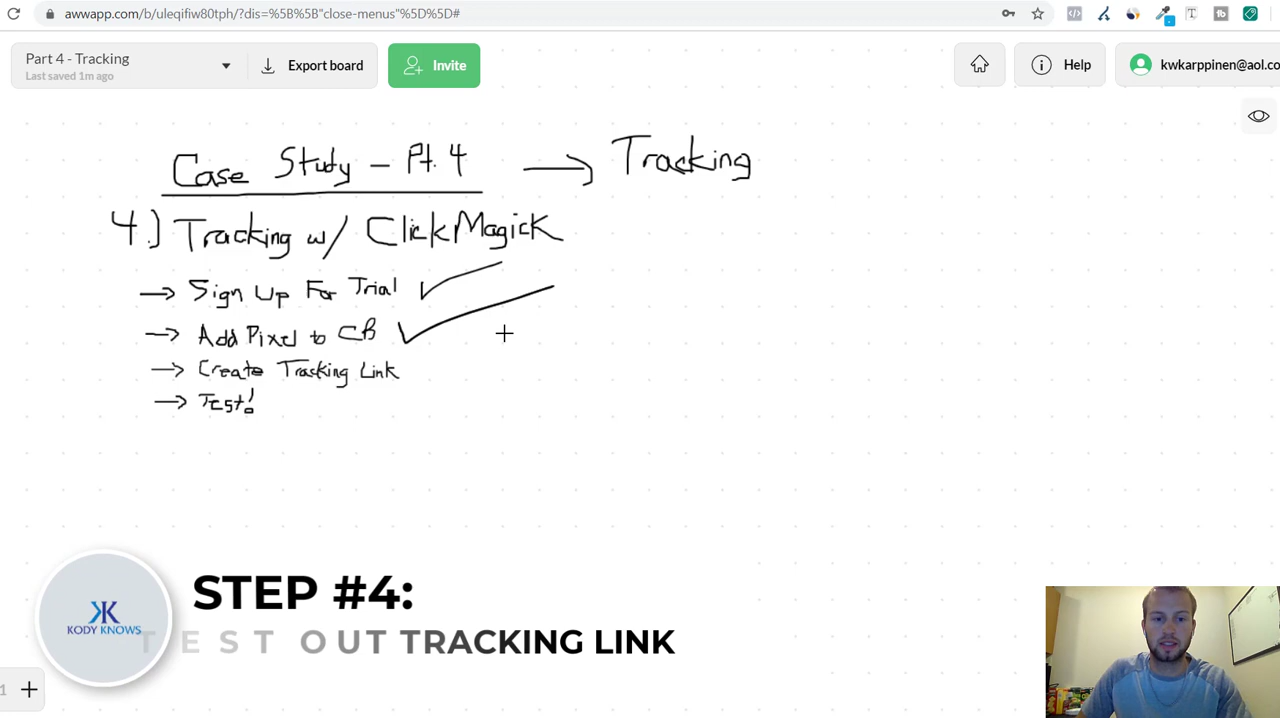 awwapp.com/b/uleqifiw80tph/?dis=%5B%5B"close-menus"%5D%5D#
Part 4 - Tracking
Last saved 1m ago
Export board
Invite
Help
kwkarppinen@aol.co
Case Study - Pt. 4 → Tracking
4.) Tracking w/ ClickMagick
→ Sign Up For Trial ✓
→ Add Pixel to CB ✓
→ Create Tracking Link
→ Test!
STEP #4:
TEST OUT TRACKING LINK
KODY KNOWS
1 +